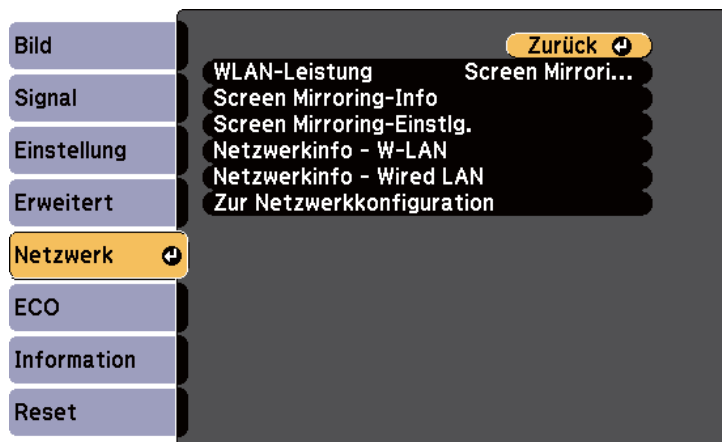 Bild
Signal
Einstellung
Erweitert
Netzwerk
ECO
Information
Reset
Zurück
WLAN-Leistung Screen Mirrori...
Screen Mirroring-Info
Screen Mirroring-Einstlg.
Netzwerkinfo - W-LAN
Netzwerkinfo - Wired LAN
Zur Netzwerkkonfiguration